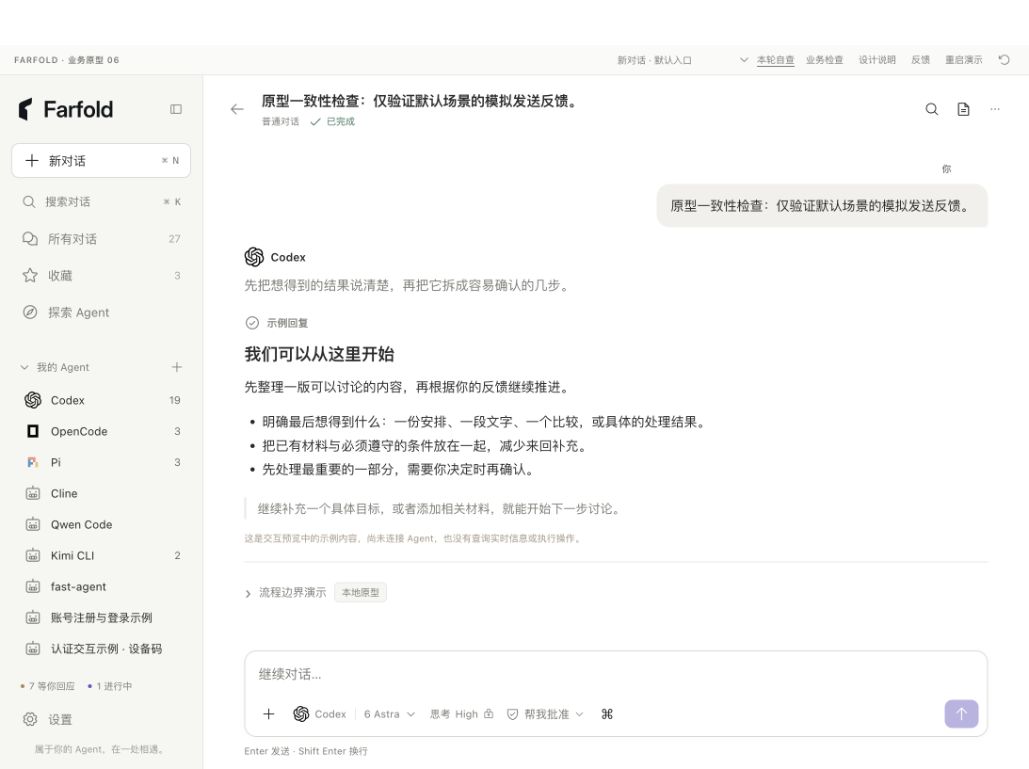 FARFOLD · 业务原型 06
新对话 · 默认入口
本轮自查
业务检查
设计说明
反馈
重启演示
Farfold
新对话
⌘ N
搜索对话
⌘ K
所有对话
27
收藏
3
探索 Agent
我的 Agent
Codex
19
OpenCode
3
Pi
3
Cline
Qwen Code
Kimi CLI
2
fast-agent
账号注册与登录示例
认证交互示例 · 设备码
7 等你回应
1 进行中
设置
属于你的 Agent，在一处相遇。
原型一致性检查：仅验证默认场景的模拟发送反馈。
普通对话
已完成
你
原型一致性检查：仅验证默认场景的模拟发送反馈。
Codex
先把想得到的结果说清楚，再把它拆成容易确认的几步。
示例回复
我们可以从这里开始
先整理一版可以讨论的内容，再根据你的反馈继续推进。
• 明确最后想得到什么：一份安排、一段文字、一个比较，或具体的处理结果。
• 把已有材料与必须遵守的条件放在一起，减少来回补充。
• 先处理最重要的一部分，需要你决定时再确认。
继续补充一个具体目标，或者添加相关材料，就能开始下一步讨论。
这是交互预览中的示例内容，尚未连接 Agent，也没有查询实时信息或执行操作。
流程边界演示
本地原型
继续对话...
Codex
6 Astra
思考 High
帮我批准
⌘
Enter 发送 · Shift Enter 换行